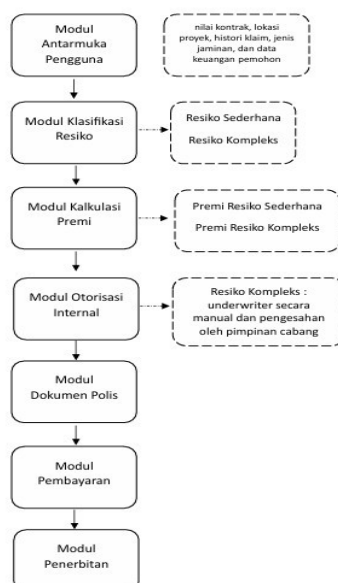 Modul
Antarmuka
Pengguna
nilai kontrak, lokasi
proyek, histori klaim, jenis
jaminan, dan data
keuangan pemohon
Modul Klasifikasi
Resiko
Resiko Sederhana
Resiko Kompleks
Modul Kalkulasi
Premi
Premi Resiko Sederhana
Premi Resiko Kompleks
Modul Otorisasi
Internal
Resiko Kompleks :
underwriter secara
manual dan pengesahan
oleh pimpinan cabang
Modul
Dokumen Polis
Modul
Pembayaran
Modul
Penerbitan